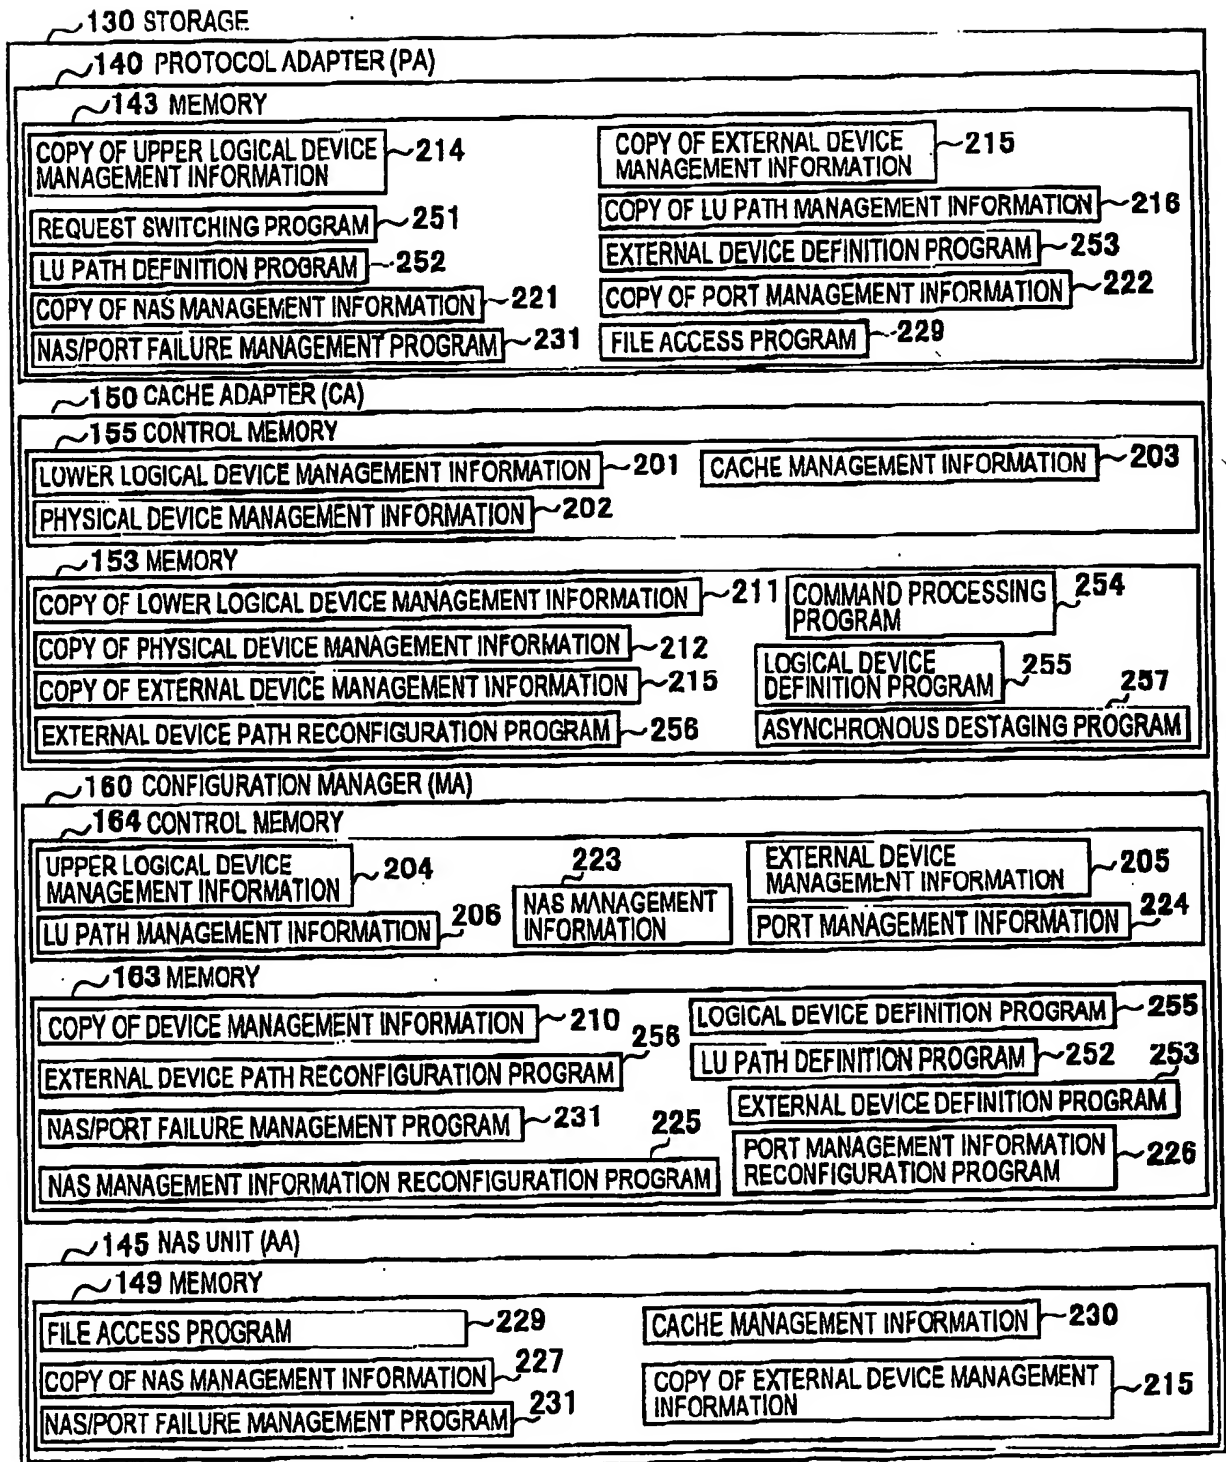 130 STORAGE
140 PROTOCOL ADAPTER (PA)
143 MEMORY
COPY OF UPPER LOGICAL DEVICE
MANAGEMENT INFORMATION
214
COPY OF EXTERNAL DEVICE
MANAGEMENT INFORMATION
215
REQUEST SWITCHING PROGRAM 251
COPY OF LU PATH MANAGEMENT INFORMATION 216
LU PATH DEFINITION PROGRAM 252
EXTERNAL DEVICE DEFINITION PROGRAM 253
COPY OF NAS MANAGEMENT INFORMATION 221
COPY OF PORT MANAGEMENT INFORMATION 222
NAS/PORT FAILURE MANAGEMENT PROGRAM 231
FILE ACCESS PROGRAM 229
150 CACHE ADAPTER (CA)
155 CONTROL MEMORY
LOWER LOGICAL DEVICE MANAGEMENT INFORMATION 201
CACHE MANAGEMENT INFORMATION 203
PHYSICAL DEVICE MANAGEMENT INFORMATION 202
153 MEMORY
COPY OF LOWER LOGICAL DEVICE MANAGEMENT INFORMATION 211
COMMAND PROCESSING
PROGRAM
254
COPY OF PHYSICAL DEVICE MANAGEMENT INFORMATION 212
LOGICAL DEVICE
DEFINITION PROGRAM
255
COPY OF EXTERNAL DEVICE MANAGEMENT INFORMATION 215
257
EXTERNAL DEVICE PATH RECONFIGURATION PROGRAM 256
ASYNCHRONOUS DESTAGING PROGRAM
160 CONFIGURATION MANAGER (MA)
164 CONTROL MEMORY
UPPER LOGICAL DEVICE
MANAGEMENT INFORMATION
204
223
NAS MANAGEMENT
INFORMATION
EXTERNAL DEVICE
MANAGEMENT INFORMATION
205
LU PATH MANAGEMENT INFORMATION 206
PORT MANAGEMENT INFORMATION 224
163 MEMORY
COPY OF DEVICE MANAGEMENT INFORMATION 210
LOGICAL DEVICE DEFINITION PROGRAM 255
256
EXTERNAL DEVICE PATH RECONFIGURATION PROGRAM
LU PATH DEFINITION PROGRAM 252
253
EXTERNAL DEVICE DEFINITION PROGRAM
NAS/PORT FAILURE MANAGEMENT PROGRAM 231
225
NAS MANAGEMENT INFORMATION RECONFIGURATION PROGRAM
PORT MANAGEMENT INFORMATION
RECONFIGURATION PROGRAM
226
145 NAS UNIT (AA)
149 MEMORY
FILE ACCESS PROGRAM 229
CACHE MANAGEMENT INFORMATION 230
COPY OF NAS MANAGEMENT INFORMATION 227
COPY OF EXTERNAL DEVICE MANAGEMENT
INFORMATION
215
NAS/PORT FAILURE MANAGEMENT PROGRAM 231